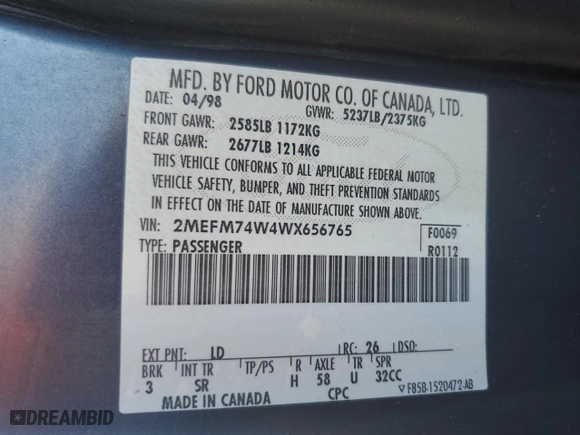 MFD. BY FORD MOTOR CO. OF CANADA, LTD.
DATE: 04/98 GVWR: 5237LB/2375KG
FRONT GAWR: 2585LB 1172KG
REAR GAWR: 2677LB 1214KG
THIS VEHICLE CONFORMS TO ALL APPLICABLE FEDERAL MOTOR
VEHICLE SAFETY, BUMPER, AND THEFT PREVENTION STANDARDS
IN EFFECT ON THE DATE OF MANUFACTURE SHOWN ABOVE.
VIN: 2MEFM74W4WX656765 F0069
TYPE: PASSENGER R0112
EXT PNT: LD RC: 26 DSO:
BRK INT TR TP/PS R AXLE TR SPR
3 SR H 58 U 32CC
MADE IN CANADA CPC F85B-1520472-AB
DREAMBID